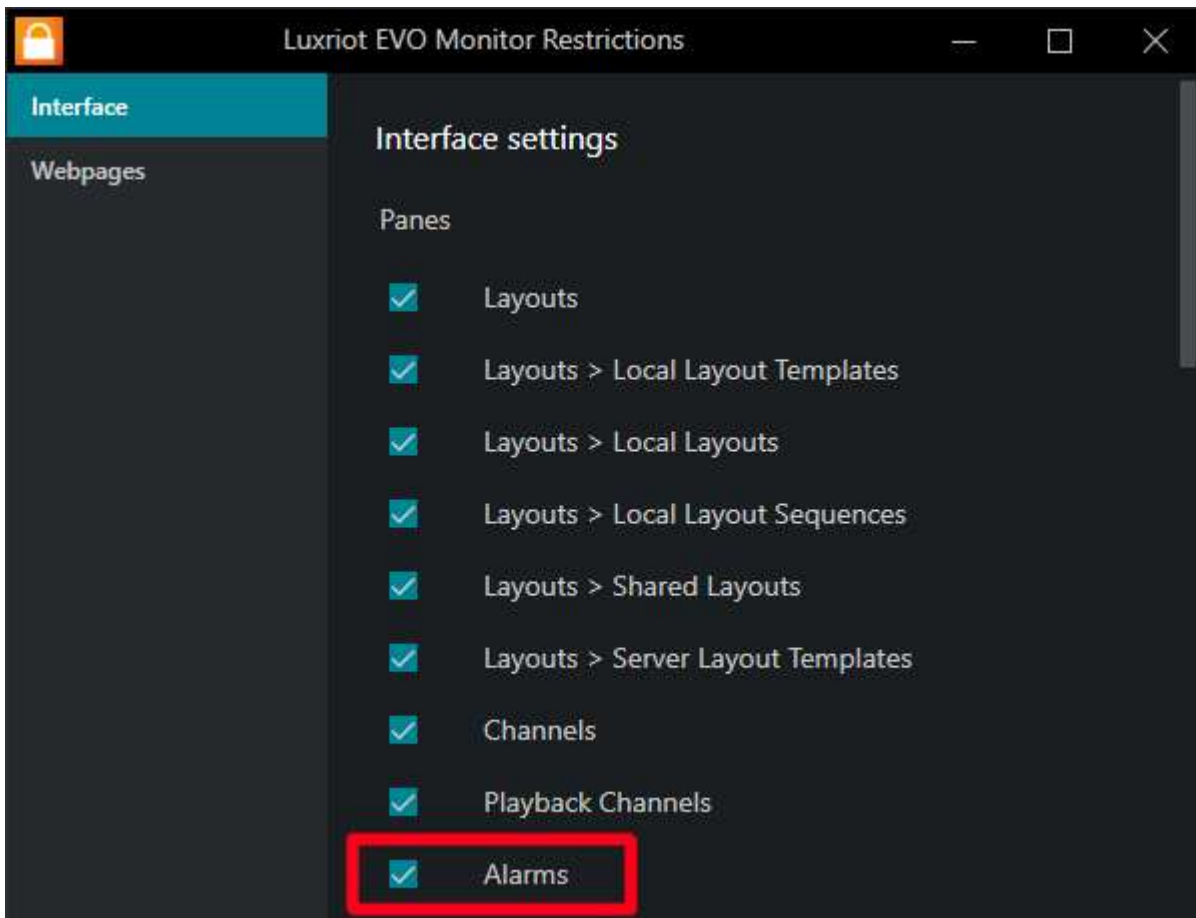 Luxriot EVO Monitor Restrictions
Interface
Webpages
Interface settings
Panes
Layouts
Layouts > Local Layout Templates
Layouts > Local Layouts
Layouts > Local Layout Sequences
Layouts > Shared Layouts
Layouts > Server Layout Templates
Channels
Playback Channels
Alarms